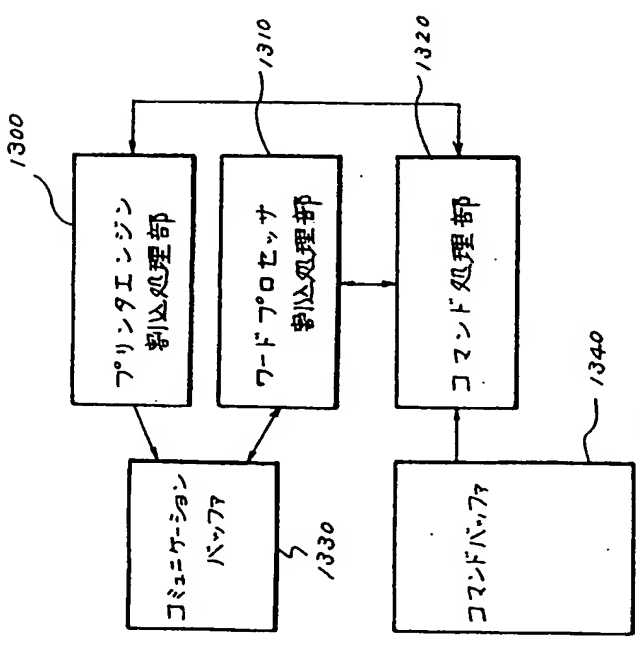 1300
プリンタエンジン
割込処理部
1310
ワードプロセッサ
割込処理部
1320
コマンド処理部
コミュニケーション
バッファ
1330
コマンドバッファ
1340